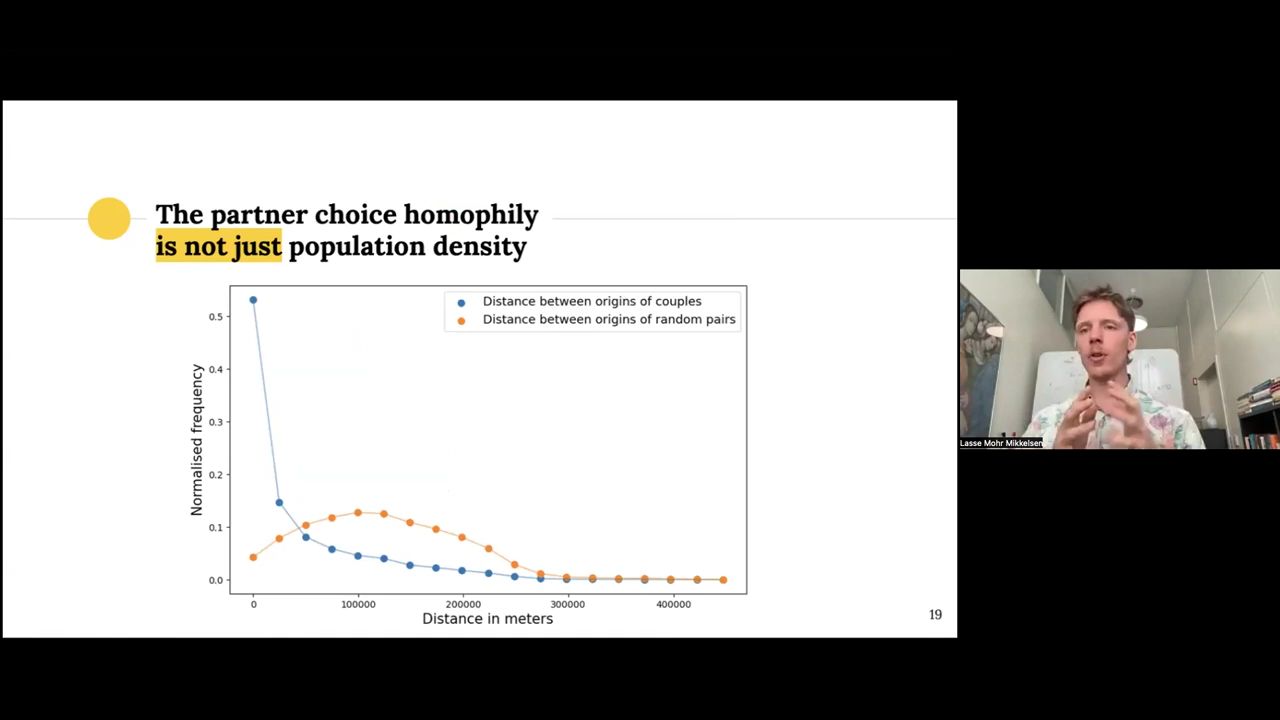 The partner choice homophily
is not just population density
Distance between origins of couples
Distance between origins of random pairs
Normalised frequency
0.5
0.4
0.3
0.2
0.1
0.0
0
100000
200000
300000
400000
Distance in meters
19
Lasse Mohr Mikkelsen